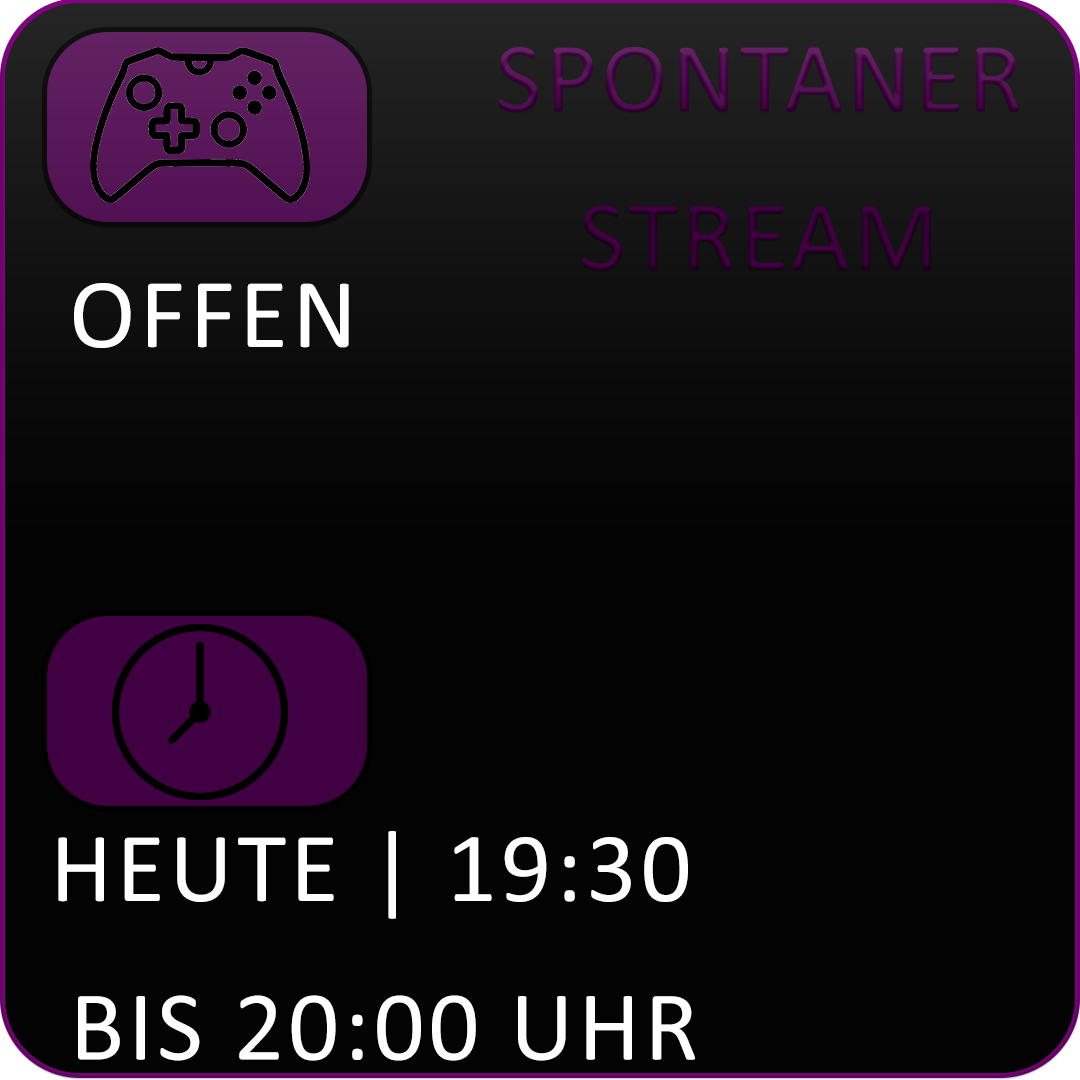 SPONTANER
STREAM
OFFEN
HEUTE | 19:30
BIS 20:00 UHR